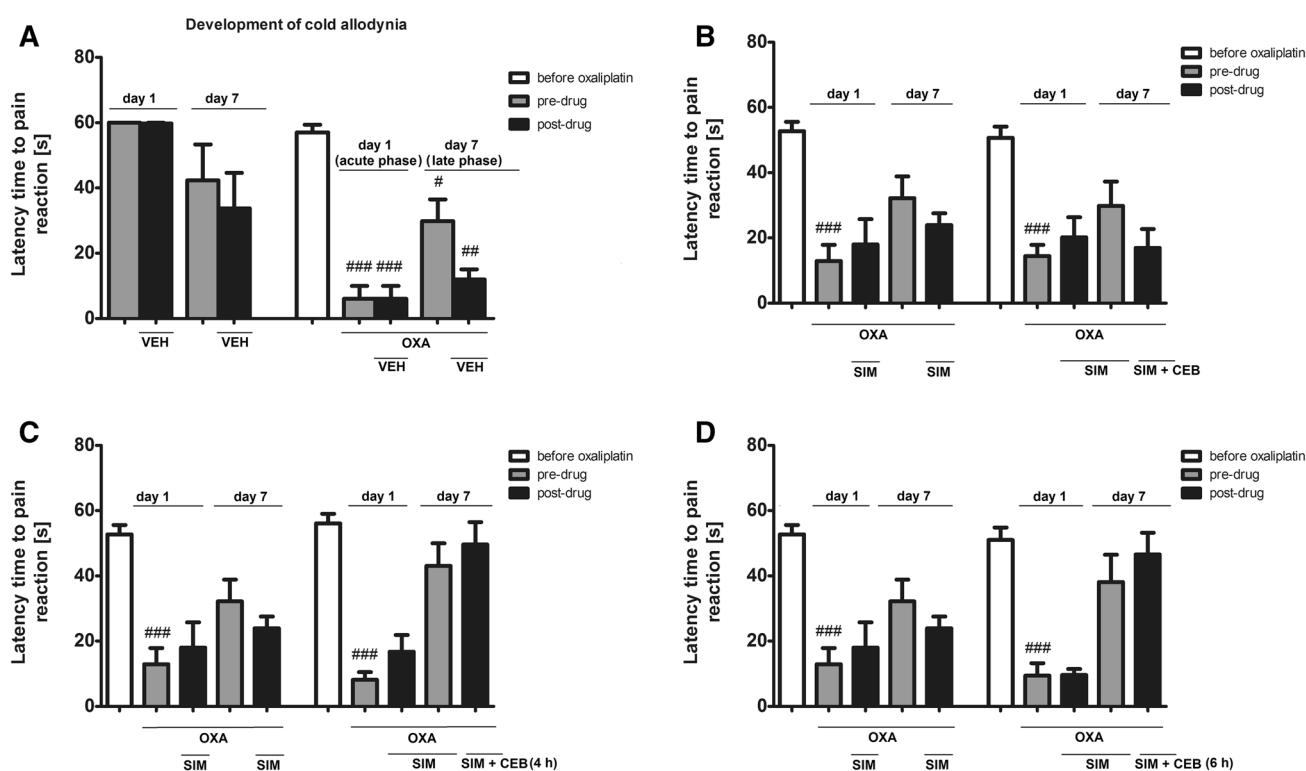 A
Development of cold allodynia
Latency time to pain
reaction [s]
80
60
40
20
0
day 1
day 7
day 1
(acute phase)
day 7
(late phase)
### ###
#
##
before oxaliplatin
pre-drug
post-drug
VEH
VEH
OXA
VEH
VEH
B
Latency time to pain
reaction [s]
80
60
40
20
0
day 1
day 7
day 1
day 7
###
###
before oxaliplatin
pre-drug
post-drug
OXA
OXA
SIM
SIM
SIM
SIM + CEB
C
Latency time to pain
reaction [s]
80
60
40
20
0
day 1
day 7
day 1
day 7
###
###
before oxaliplatin
pre-drug
post-drug
OXA
OXA
SIM
SIM
SIM
SIM + CEB (4 h)
D
Latency time to pain
reaction [s]
80
60
40
20
0
day 1
day 7
day 1
day 7
###
###
before oxaliplatin
pre-drug
post-drug
OXA
OXA
SIM
SIM
SIM
SIM + CEB (6 h)